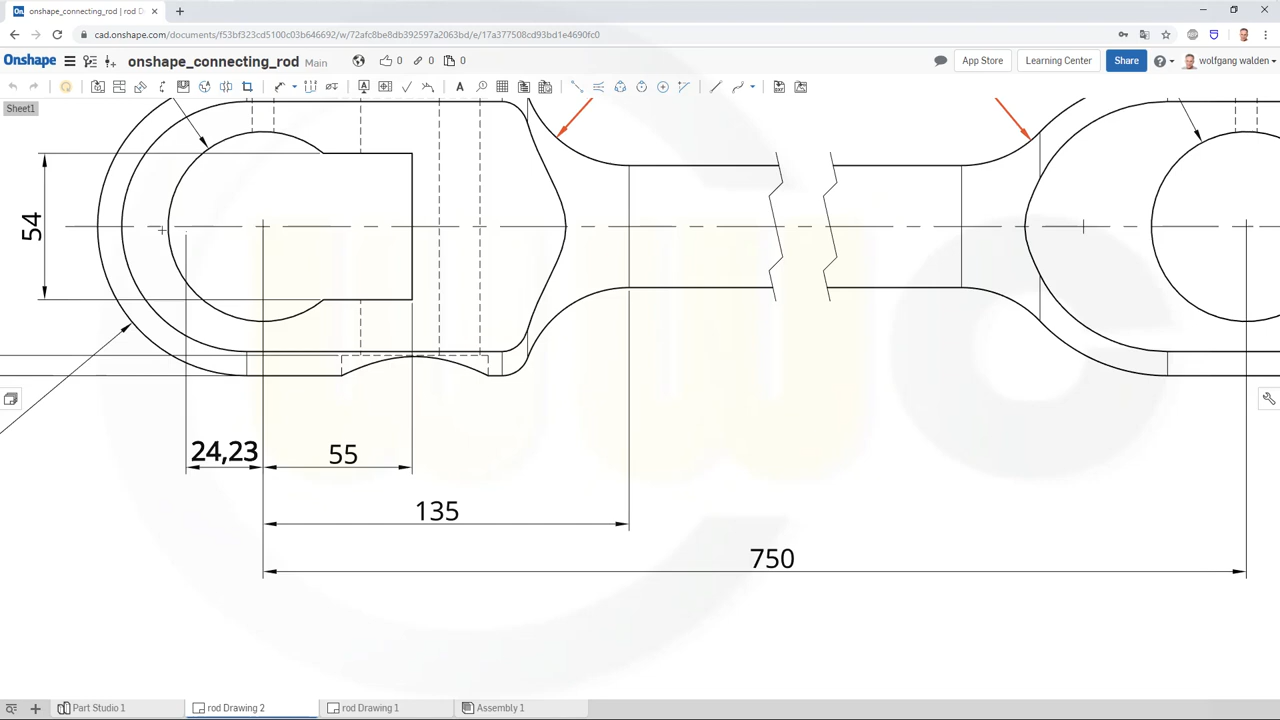 onshape_connecting_rod | rod D
cad.onshape.com/documents/f53bf323cd5100c03b646692/w/72afc8be8db392597a2063bd/e/17a377508cd93bd1e4690fc0
Onshape
onshape_connecting_rod Main
0
0
0
App Store
Learning Center
Share
wolfgang walden
Sheet1
54
24,23
55
135
750
Part Studio 1
rod Drawing 2
rod Drawing 1
Assembly 1